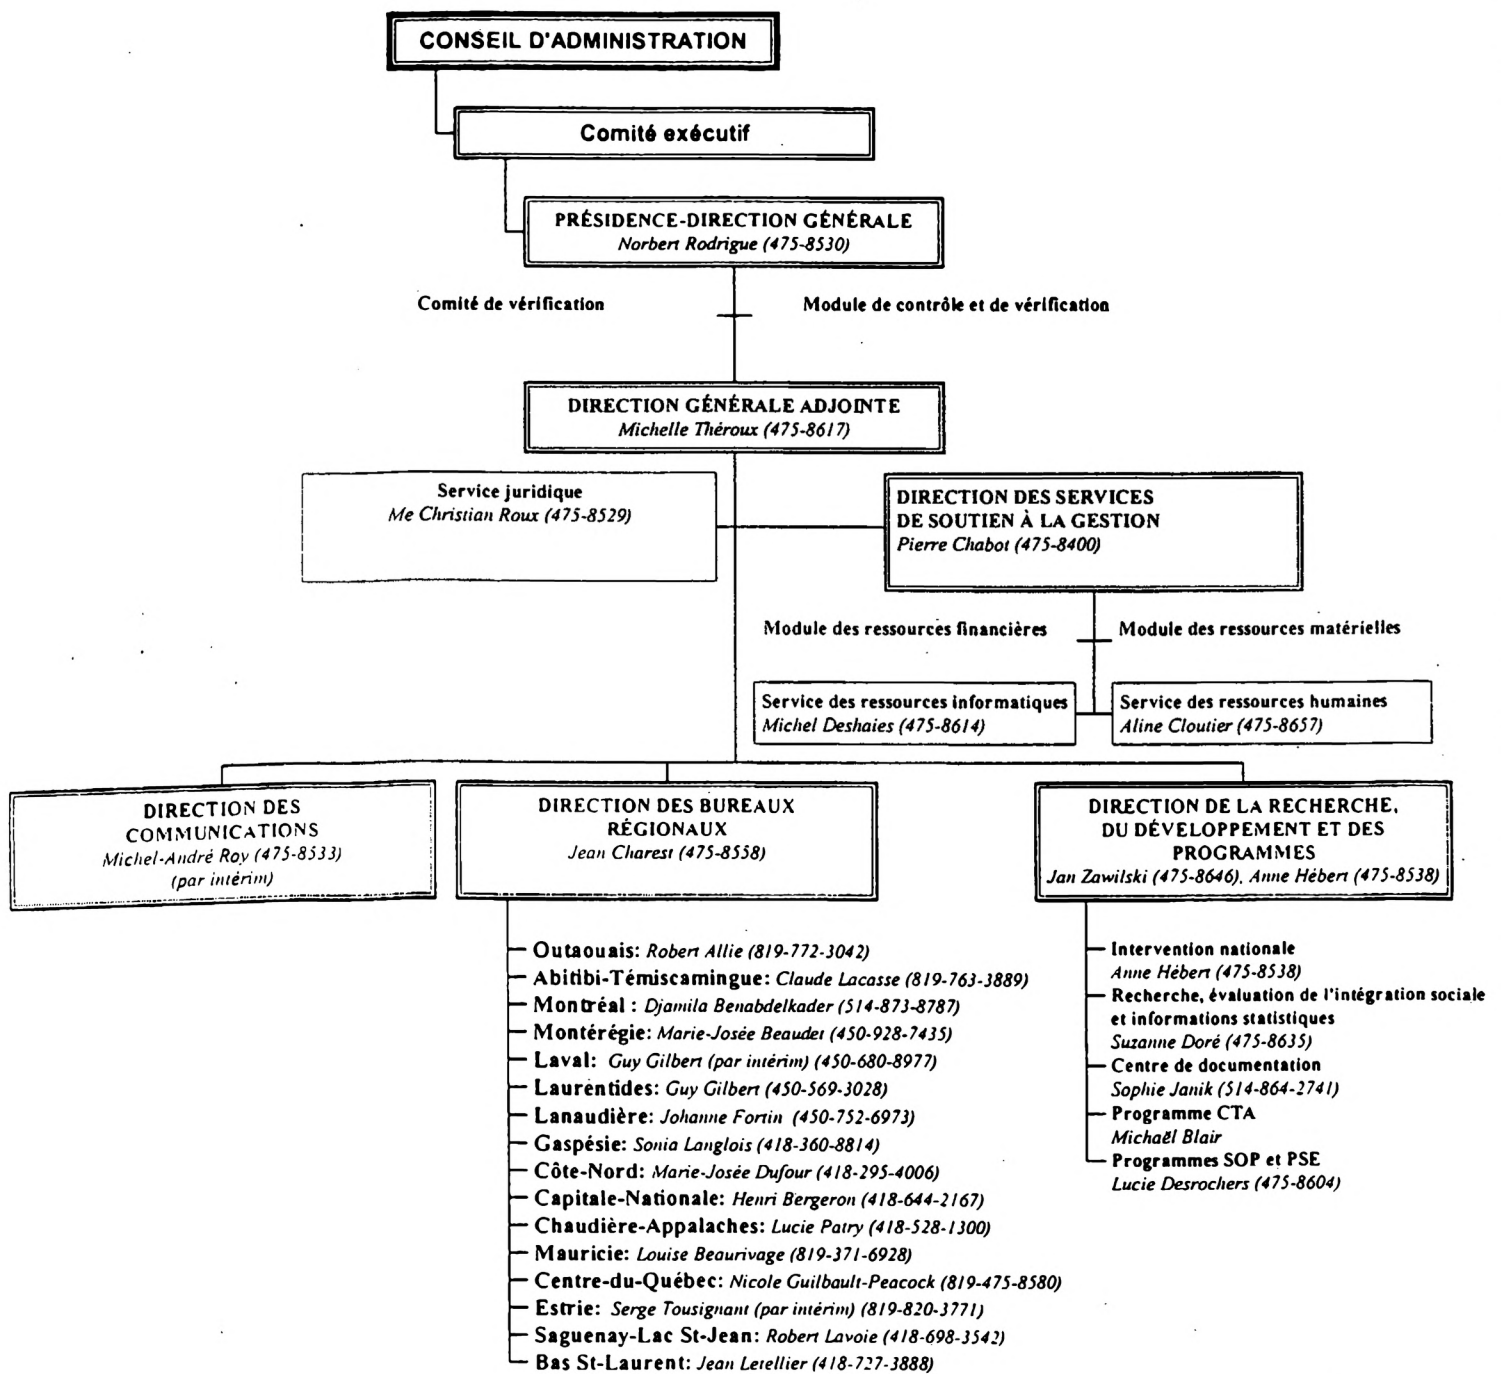 CONSEIL D'ADMINISTRATION
Comité exécutif
PRÉSIDENCE-DIRECTION GÉNÉRALE
Norbert Rodrigue (475-8530)
Comité de vérification
Module de contrôle et de vérification
DIRECTION GÉNÉRALE ADJOINTE
Michelle Théroux (475-8617)
Service juridique
Me Christian Roux (475-8529)
DIRECTION DES SERVICES
DE SOUTIEN À LA GESTION
Pierre Chabot (475-8400)
Module des ressources financières
Module des ressources matérielles
Service des ressources informatiques
Michel Deshaies (475-8614)
Service des ressources humaines
Aline Cloutier (475-8657)
DIRECTION DES
COMMUNICATIONS
Michel-André Roy (475-8533)
(par intérim)
DIRECTION DES BUREAUX
RÉGIONAUX
Jean Charest (475-8558)
DIRECTION DE LA RECHERCHE,
DU DÉVELOPPEMENT ET DES
PROGRAMMES
Jan Zawilski (475-8646), Anne Hébert (475-8538)
Outaouais: Robert Allie (819-772-3042)
Abitibi-Témiscamingue: Claude Lacasse (819-763-3889)
Montréal : Djamila Benabdelkader (514-873-8787)
Montérégie: Marie-Josée Beaudet (450-928-7435)
Laval: Guy Gilbert (par intérim) (450-680-8977)
Laurentides: Guy Gilbert (450-569-3028)
Lanaudière: Johanne Fortin (450-752-6973)
Gaspésie: Sonia Langlois (418-360-8814)
Côte-Nord: Marie-Josée Dufour (418-295-4006)
Capitale-Nationale: Henri Bergeron (418-644-2167)
Chaudière-Appalaches: Lucie Patry (418-528-1300)
Mauricie: Louise Beaurivage (819-371-6928)
Centre-du-Québec: Nicole Guilbault-Peacock (819-475-8580)
Estrie: Serge Tousignant (par intérim) (819-820-3771)
Saguenay-Lac St-Jean: Robert Lavoie (418-698-3542)
Bas St-Laurent: Jean Letellier (418-727-3888)
Intervention nationale
Anne Hébert (475-8538)
Recherche, évaluation de l'intégration sociale
et informations statistiques
Suzanne Doré (475-8635)
Centre de documentation
Sophie Janik (514-864-2741)
Programme CTA
Michaël Blair
Programmes SOP et PSE
Lucie Desrochers (475-8604)